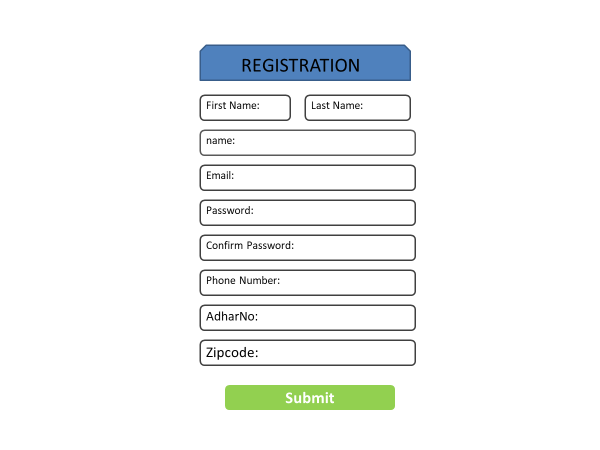 REGISTRATION
First Name: Last Name:
name:
Email:
Password:
Confirm Password:
Phone Number:
AdharNo:
Zipcode:
Submit